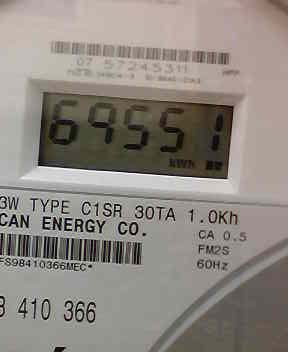 07 57245311
69551
kWh
3W TYPE C1SR 30TA 1.0Kh
CAN ENERGY CO.
CA 0.5
FM2S
60Hz
FS98410366MEC*
8 410 366